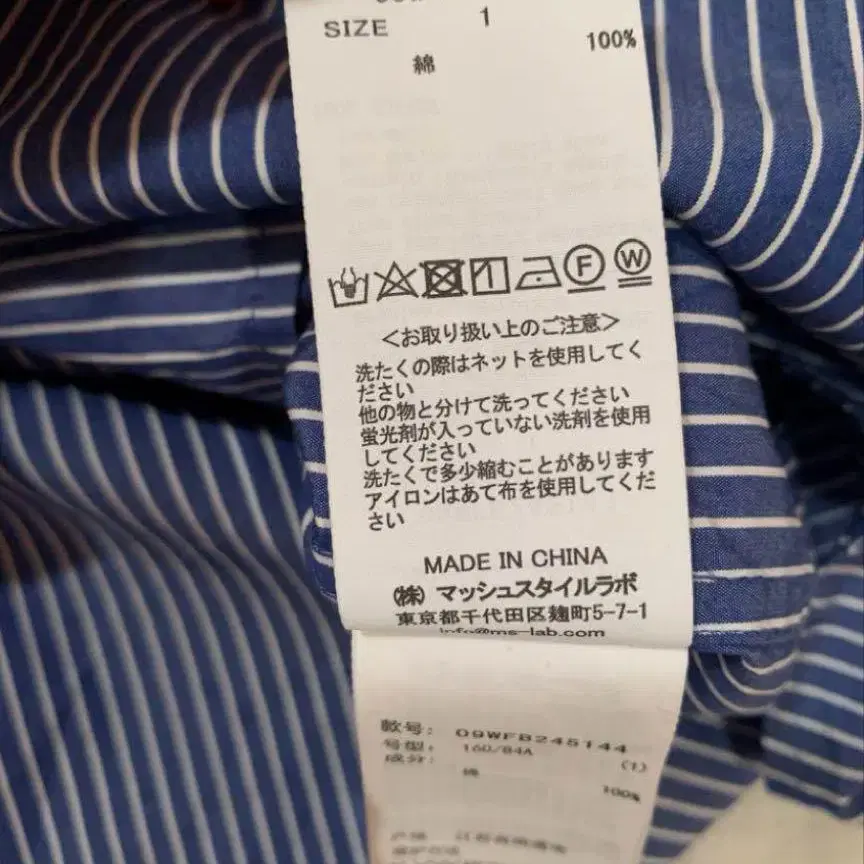 SIZE 1
綿 100%
F W
<お取り扱い上のご注意>
洗たくの際はネットを使用してく
ださい
他の物と分けて洗ってください
蛍光剤が入っていない洗剤を使用
してください
洗たくで多少縮むことがあります
アイロンはあて布を使用してくだ
さい
MADE IN CHINA
(株) マッシュスタイルラボ
東京都千代田区麹町5-7-1
info@ms-lab.com
款号: 09WFB245144
号型: 160/84A (1)
成分: 棉 100%